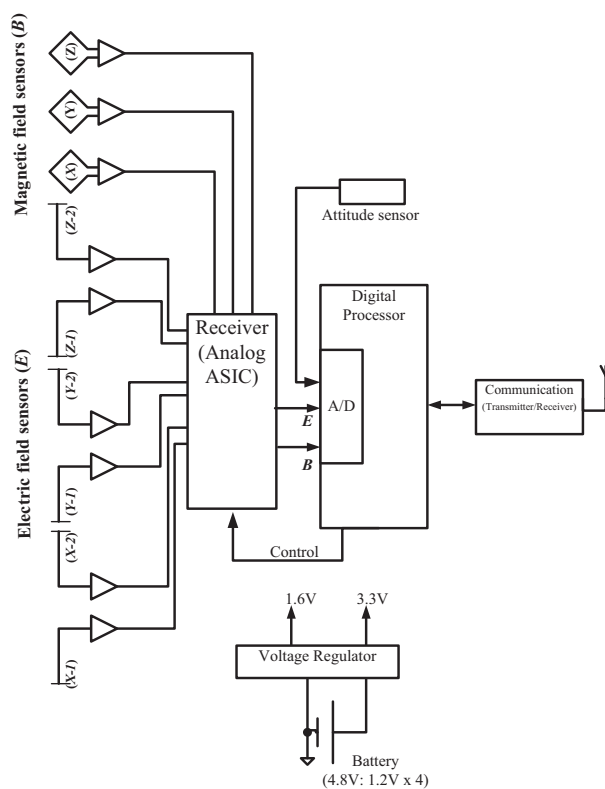 Magnetic field sensors (B)
(Z)
(Y)
(X)
(Z-2)
(Z-1)
(Y-2)
Electric field sensors (E)
(Y-1)
(X-2)
(X-1)
Attitude sensor
Receiver
(Analog
ASIC)
Digital
Processor
A/D
E
B
Communication
(Transmitter/Receiver)
Control
1.6V
3.3V
Voltage Regulator
Battery
(4.8V: 1.2V x 4)